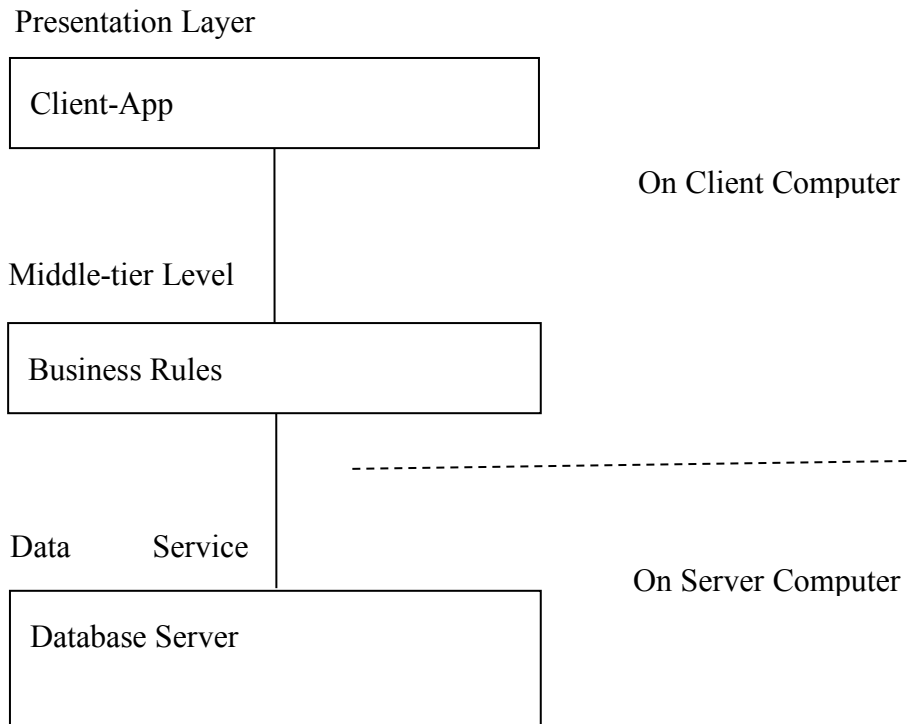 Presentation Layer
Client-App
On Client Computer
Middle-tier Level
Business Rules
Data Service
On Server Computer
Database Server